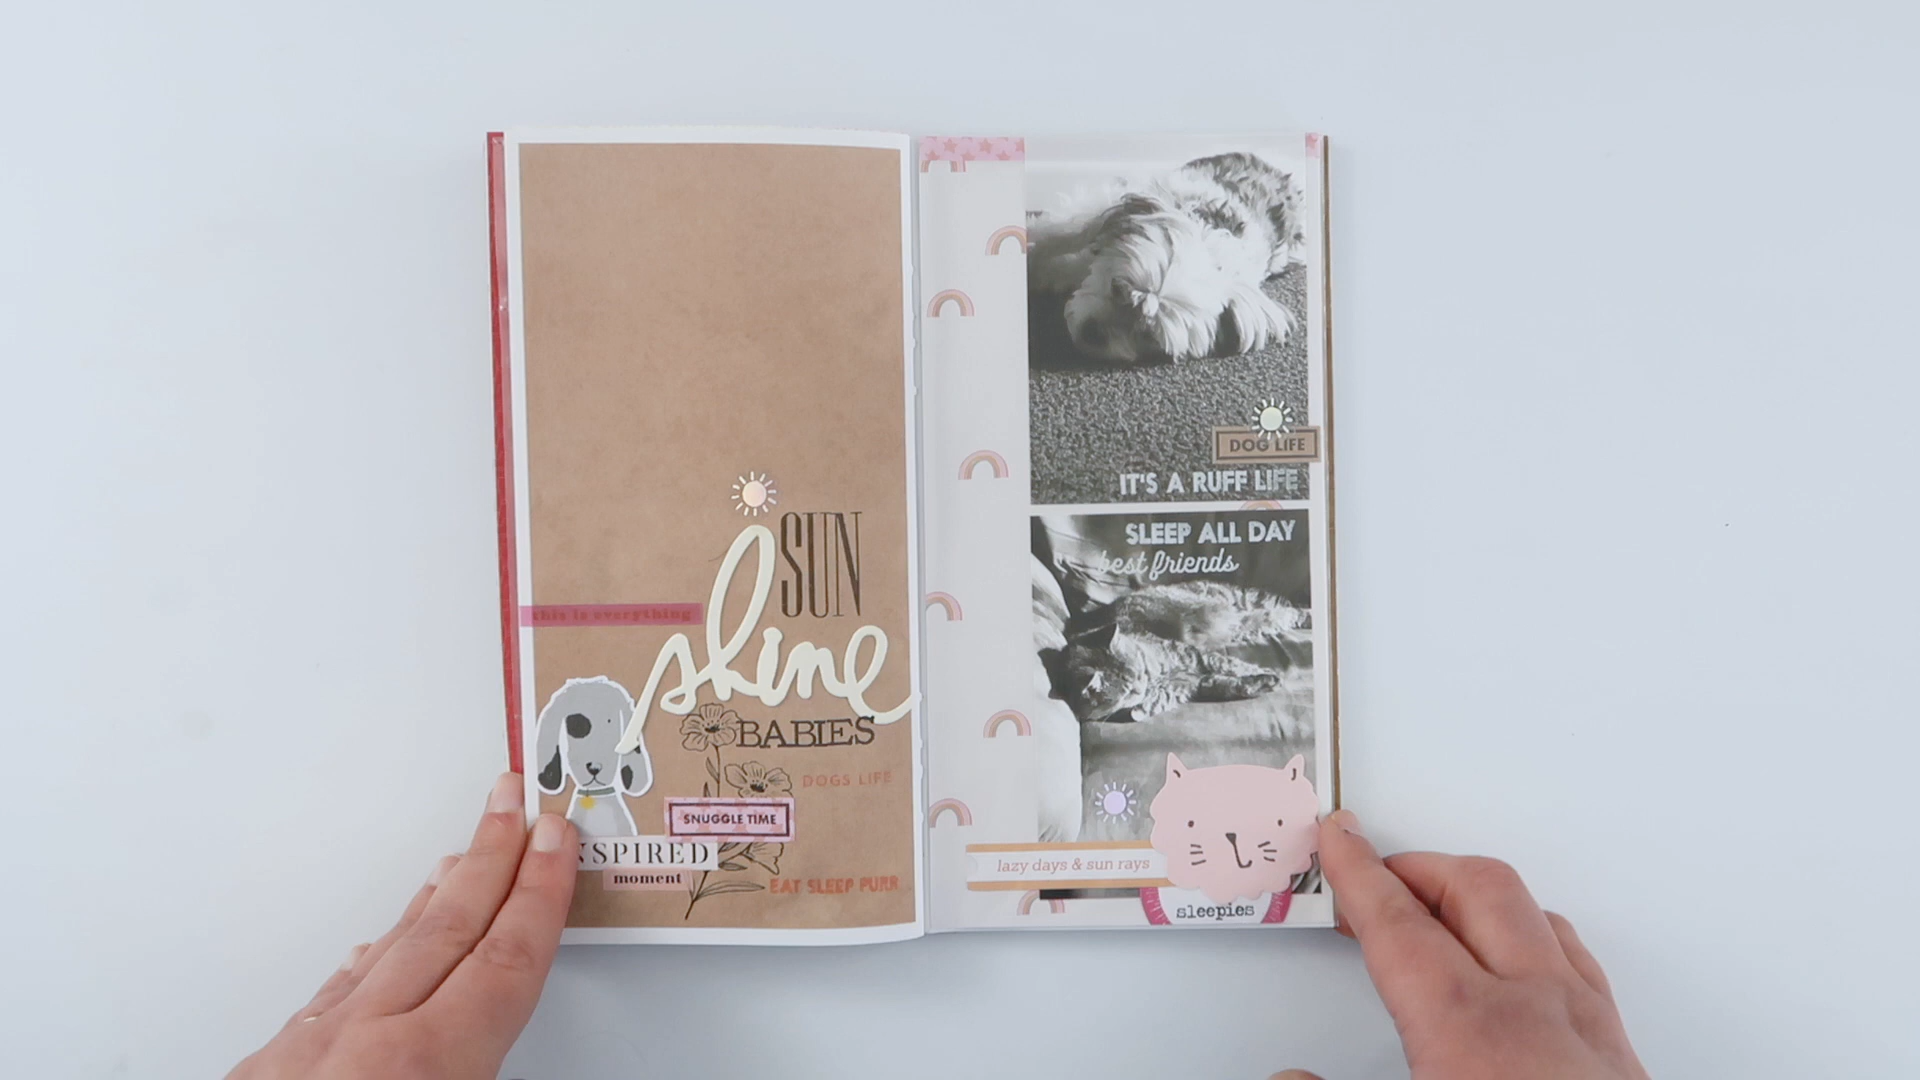 SUN
shine
this is everything
BABIES
DOGS LIFE
SNUGGLE TIME
NSPIRED
moment
EAT SLEEP PURR
DOG LIFE
IT'S A RUFF LIFE
SLEEP ALL DAY
best friends
lazy days & sun rays
sleepies